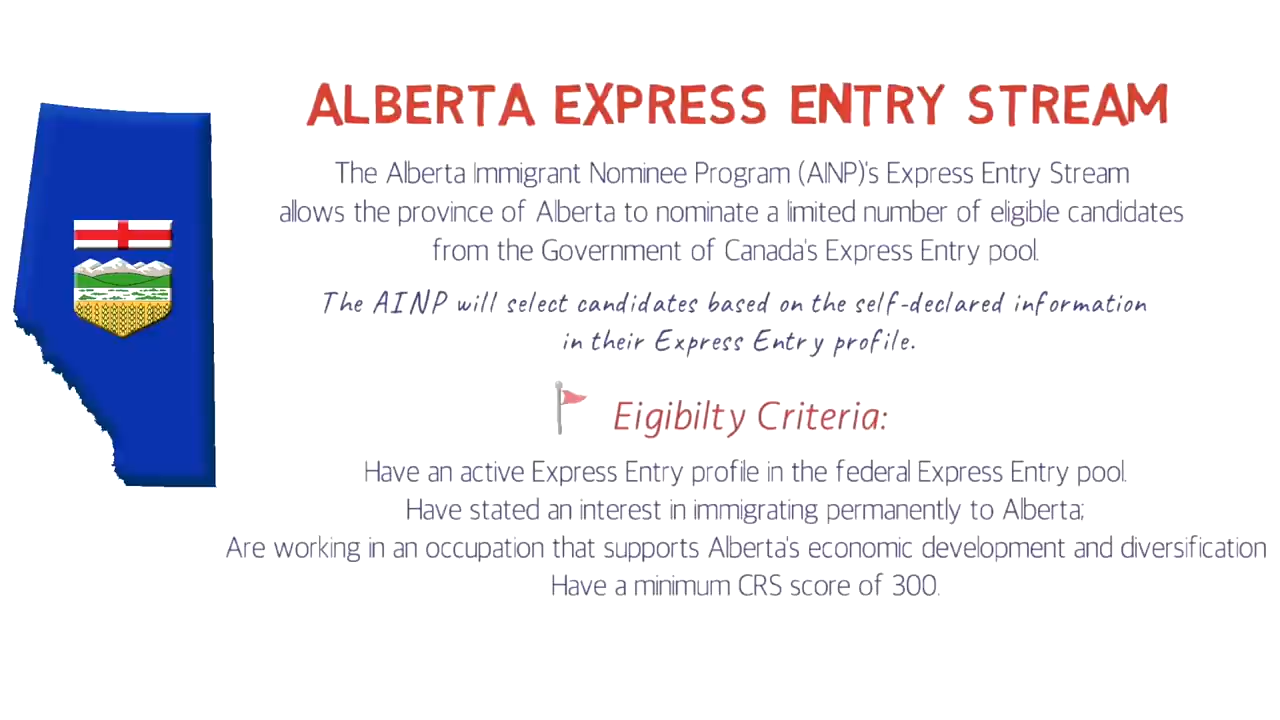 ALBERTA EXPRESS ENTRY STREAM
The Alberta Immigrant Nominee Program (AINP)'s Express Entry Stream
allows the province of Alberta to nominate a limited number of eligible candidates
from the Government of Canada's Express Entry pool.
The AINP will select candidates based on the self-declared information
in their Express Entry profile.
Eigibilty Criteria:
Have an active Express Entry profile in the federal Express Entry pool.
Have stated an interest in immigrating permanently to Alberta;
Are working in an occupation that supports Alberta's economic development and diversification
Have a minimum CRS score of 300.